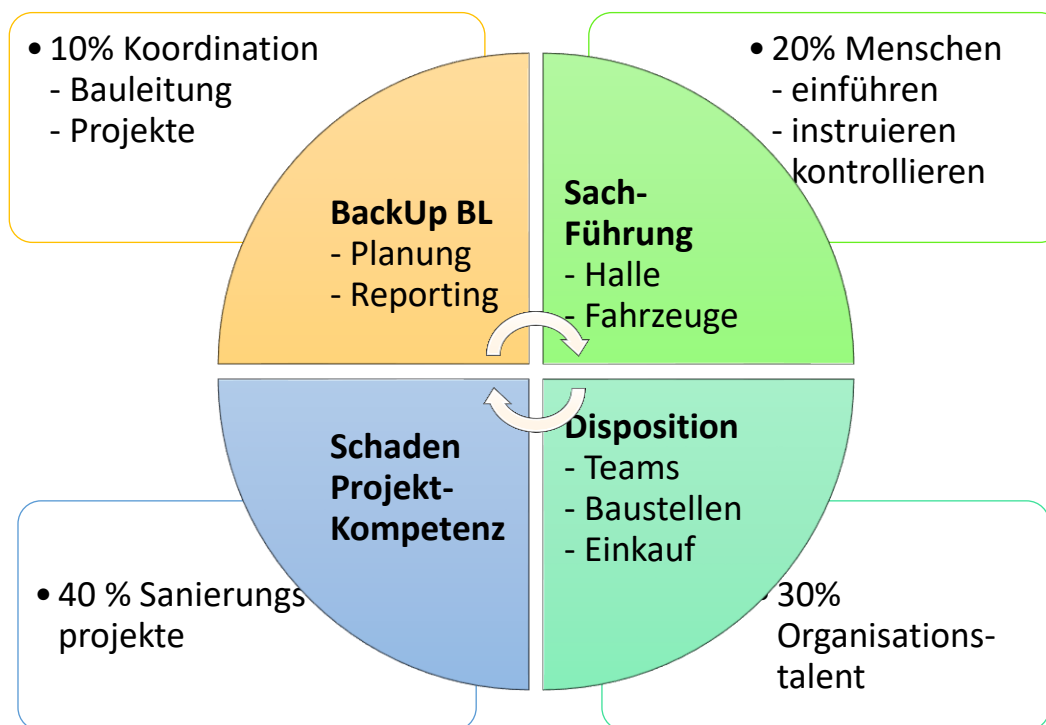 • 10% Koordination
- Bauleitung
- Projekte
• 20% Menschen
- einführen
- instruieren
kontrollieren
BackUp BL
- Planung
- Reporting
Sach-
Führung
- Halle
- Fahrzeuge
Schaden
Projekt-
Kompetenz
Disposition
- Teams
- Baustellen
- Einkauf
• 40 % Sanierungs
projekte
• 30%
Organisations-
talent